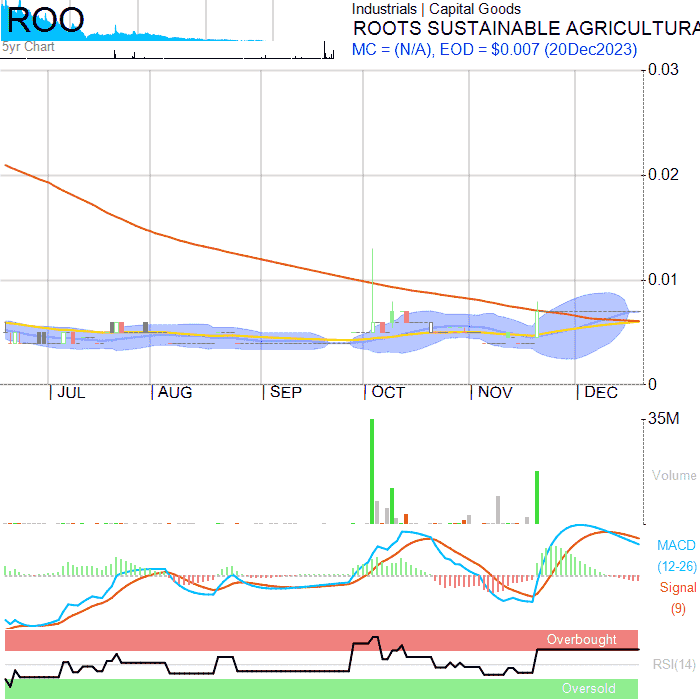 ROO
5yr Chart
Industrials | Capital Goods
ROOTS SUSTAINABLE AGRICULTURA
MC = (N/A), EOD = $0.007 (20Dec2023)
0.03
0.02
0.01
0
JUL AUG SEP OCT NOV DEC
35M
Volume
MACD
(12-26)
Signal
(9)
Overbought
RSI(14)
Oversold